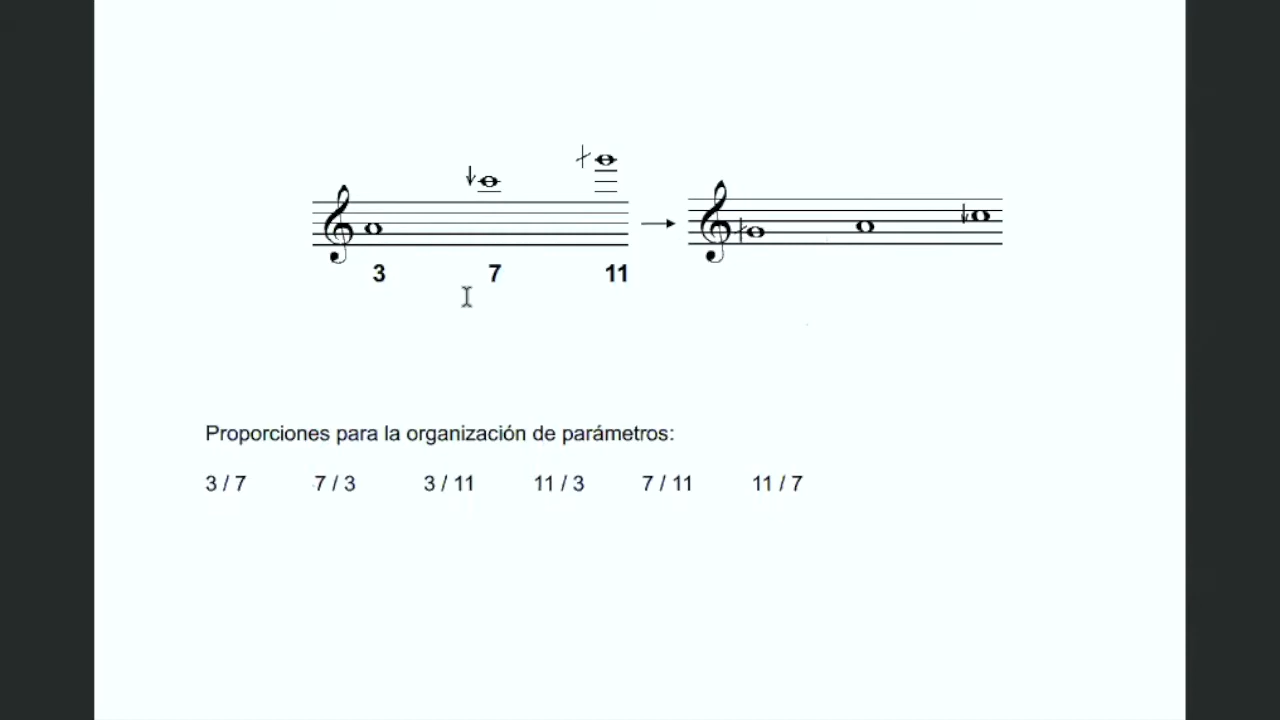 3 7 11
Proporciones para la organización de parámetros:
3 / 7 7 / 3 3 / 11 11 / 3 7 / 11 11 / 7